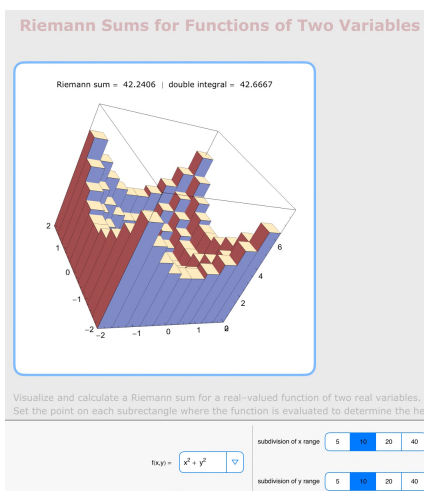 Riemann Sums for Functions of Two Variables
Riemann sum = 42.2406 | double integral = 42.6667
2
1
0
−1
−2
−2
−1
0
1
2
0
2
4
6
Visualize and calculate a Riemann sum for a real–valued function of two real variables.
Set the point on each subrectangle where the function is evaluated to determine the he
subdivision of x range 5 10 20 40
f(x,y) = x² + y²
subdivision of y range 5 10 20 40